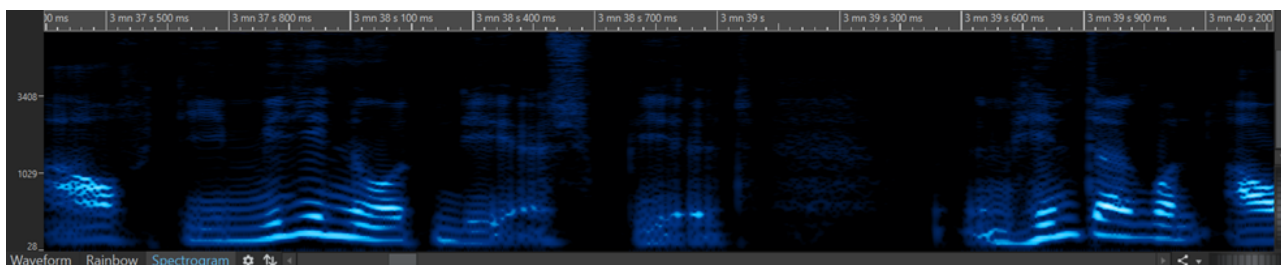 00 ms 3 mn 37 s 500 ms 3 mn 37 s 800 ms 3 mn 38 s 100 ms 3 mn 38 s 400 ms 3 mn 38 s 700 ms 3 mn 39 s 3 mn 39 s 300 ms 3 mn 39 s 600 ms 3 mn 39 s 900 ms 3 mn 40 s 200
3408
1029
28
Waveform Rainbow Spectrogram